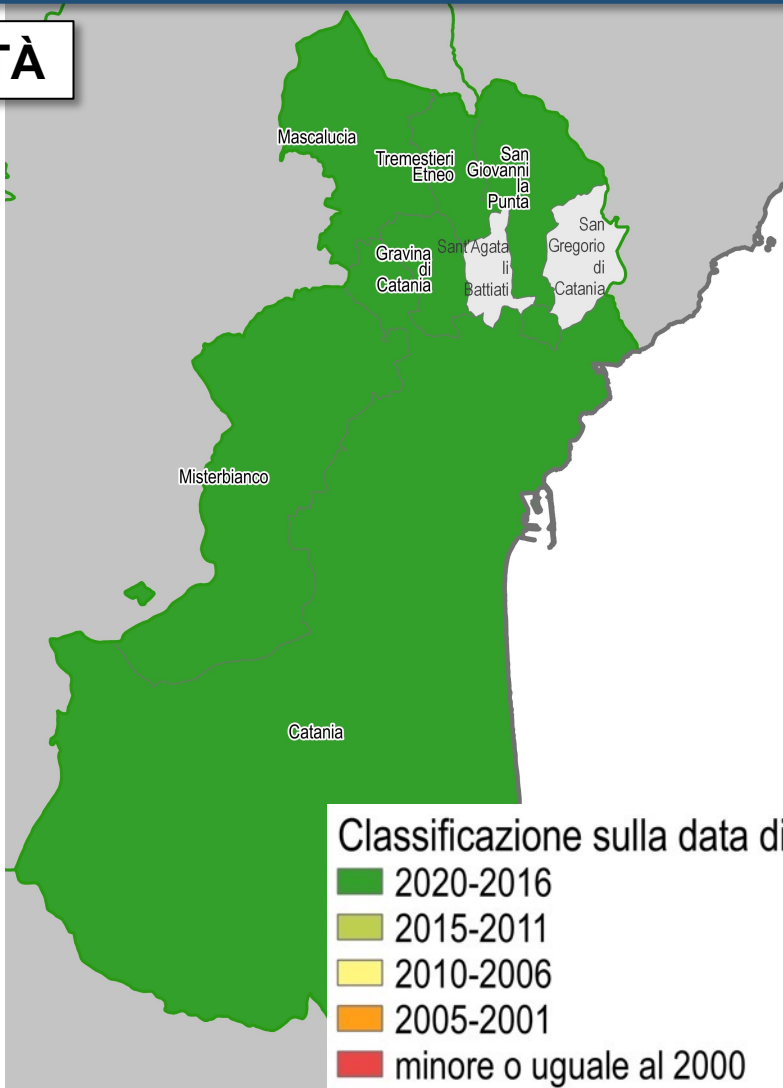 TÀ
Mascalucia
Tremestieri
Etneo
San
Giovanni
la
Punta
San
Gregorio
di
Catania
Gravina
di
Catania
Sant'Agata
li
Battiati
Misterbianco
Catania
Classificazione sulla data di
2020-2016
2015-2011
2010-2006
2005-2001
minore o uguale al 2000